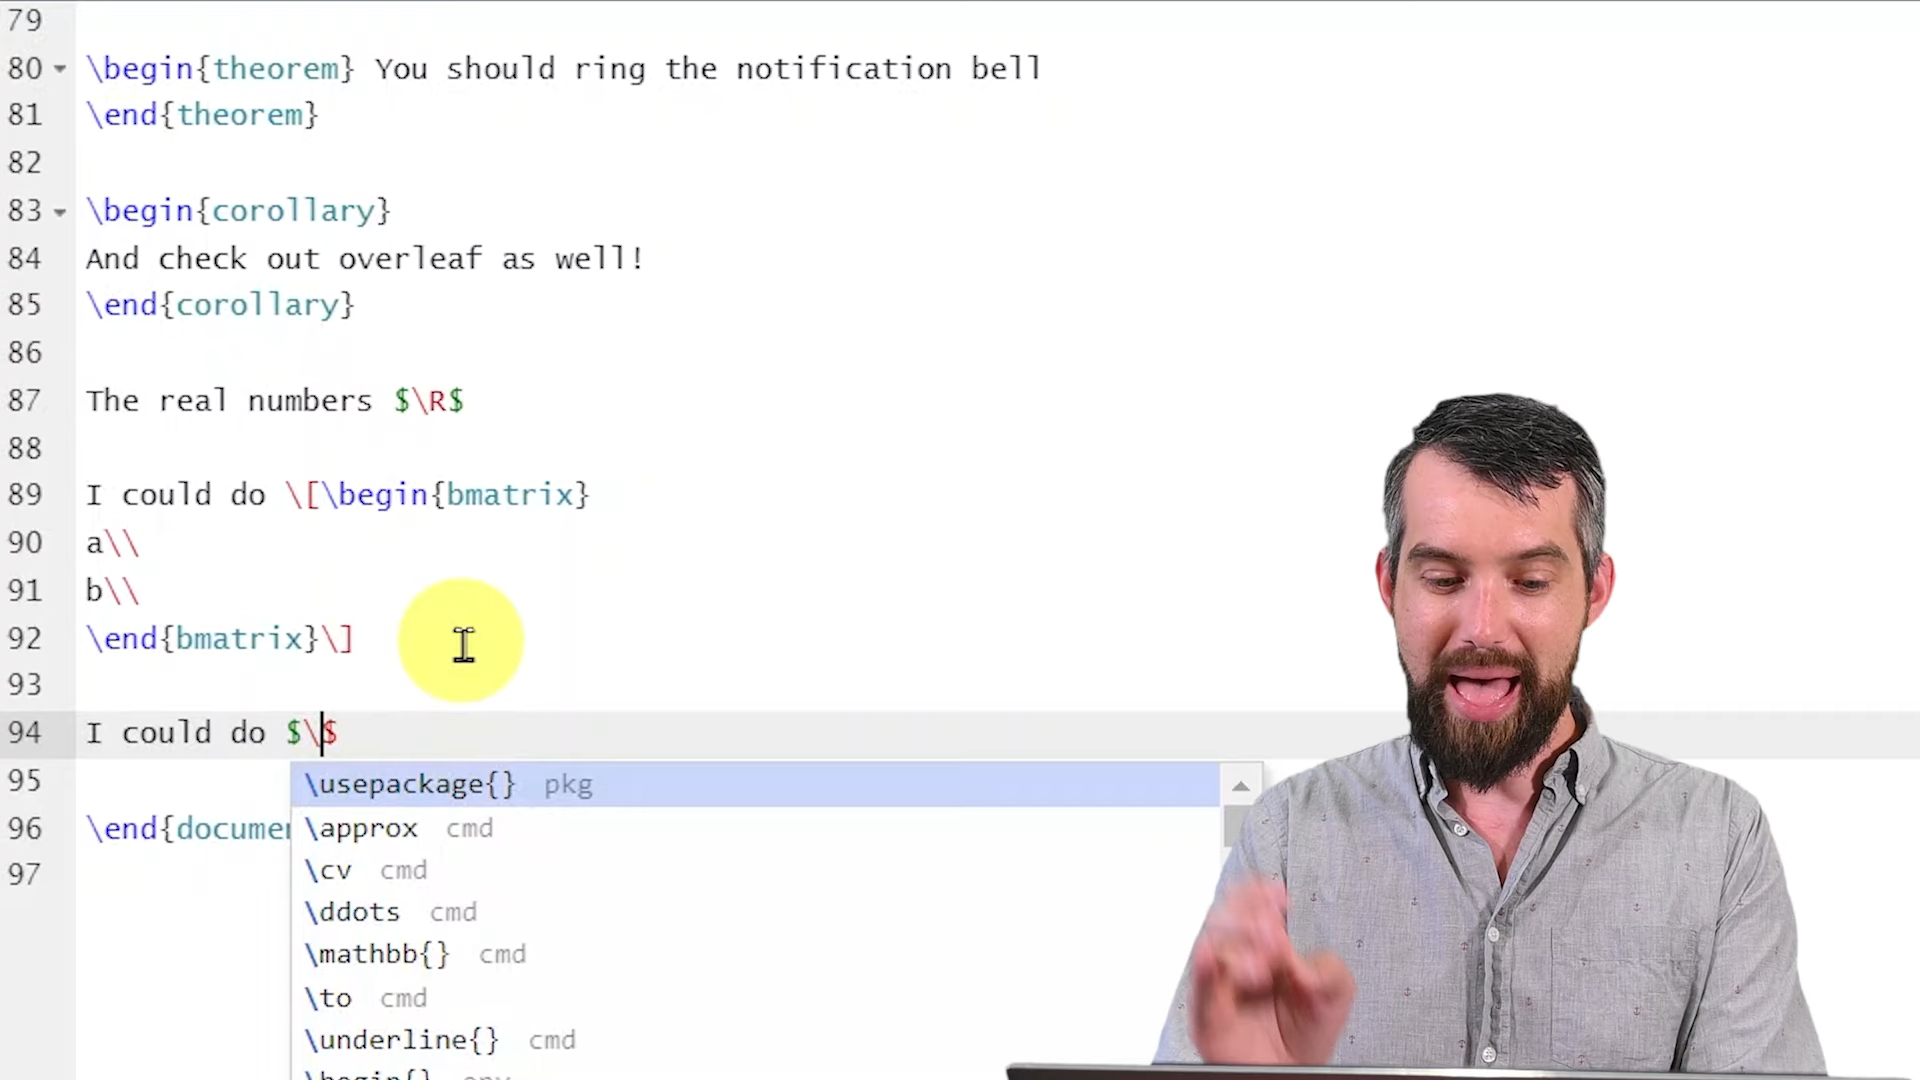 79
80 \begin{theorem} You should ring the notification bell
81 \end{theorem}
82
83 \begin{corollary}
84 And check out overleaf as well!
85 \end{corollary}
86
87 The real numbers $\R$
88
89 I could do \[\begin{bmatrix}
90 a\\
91 b\\
92 \end{bmatrix}\]
93
94 I could do $\$
95 \usepackage{} pkg
96 \end{documen \approx cmd
97 \cv cmd
\ddots cmd
\mathbb{} cmd
\to cmd
\underline{} cmd